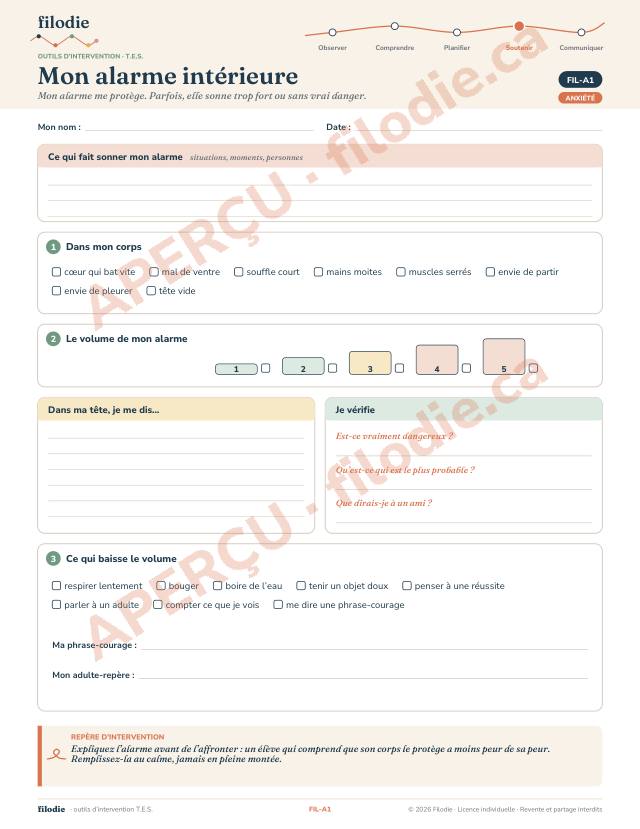 filodie
OUTILS D'INTERVENTION · T.E.S.
Observer Comprendre Planifier Soutenir Communiquer
Mon alarme intérieure
Mon alarme me protège. Parfois, elle sonne trop fort ou sans vrai danger.
FIL-A1
ANXIÉTÉ
Mon nom : Date :
Ce qui fait sonner mon alarme situations, moments, personnes
1 Dans mon corps
cœur qui bat vite mal de ventre souffle court mains moites muscles serrés envie de partir
envie de pleurer tête vide
2 Le volume de mon alarme
1 2 3 4 5
Dans ma tête, je me dis...
Je vérifie
Est-ce vraiment dangereux ?
Qu'est-ce qui est le plus probable ?
Que dirais-je à un ami ?
3 Ce qui baisse le volume
respirer lentement bouger boire de l'eau tenir un objet doux penser à une réussite
parler à un adulte compter ce que je vois me dire une phrase-courage
Ma phrase-courage :
Mon adulte-repère :
REPÈRE D'INTERVENTION
Expliquez l'alarme avant de l'affronter : un élève qui comprend que son corps le protège a moins peur de sa peur.
Remplissez-la au calme, jamais en pleine montée.
filodie · outils d'intervention T.E.S. FIL-A1 © 2026 Filodie · Licence individuelle · Revente et partage interdits
APERÇU · filodie.ca
APERÇU · filodie.ca